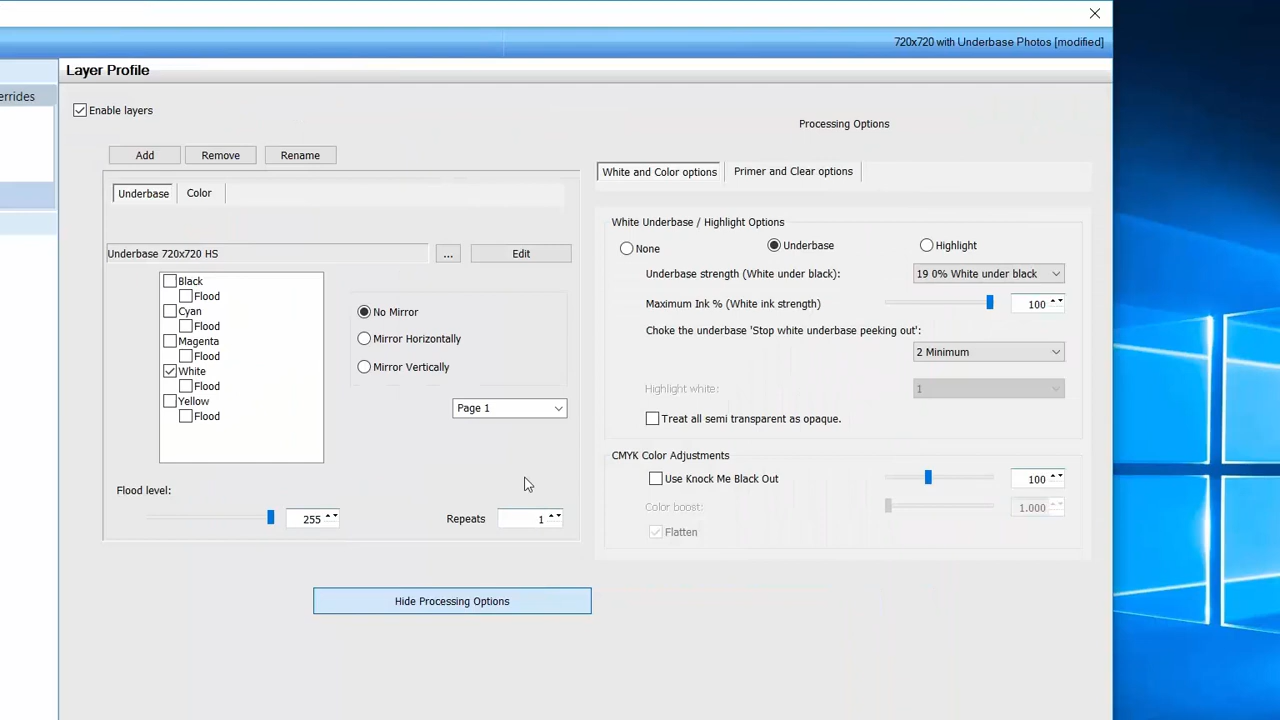 720x720 with Underbase Photos [modified]
Layer Profile
errides
Enable layers
Processing Options
Add
Remove
Rename
White and Color options
Primer and Clear options
Underbase
Color
White Underbase / Highlight Options
None
Underbase
Highlight
Underbase 720x720 HS
...
Edit
Underbase strength (White under black):
19 0% White under black
Black
Flood
Cyan
Flood
Magenta
Flood
White
Flood
Yellow
Flood
No Mirror
Mirror Horizontally
Mirror Vertically
Page 1
Maximum Ink % (White ink strength)
100
Choke the underbase 'Stop white underbase peeking out':
2 Minimum
Highlight white:
1
Treat all semi transparent as opaque.
CMYK Color Adjustments
Use Knock Me Black Out
100
Color boost:
1.000
Flatten
Flood level:
255
Repeats
1
Hide Processing Options